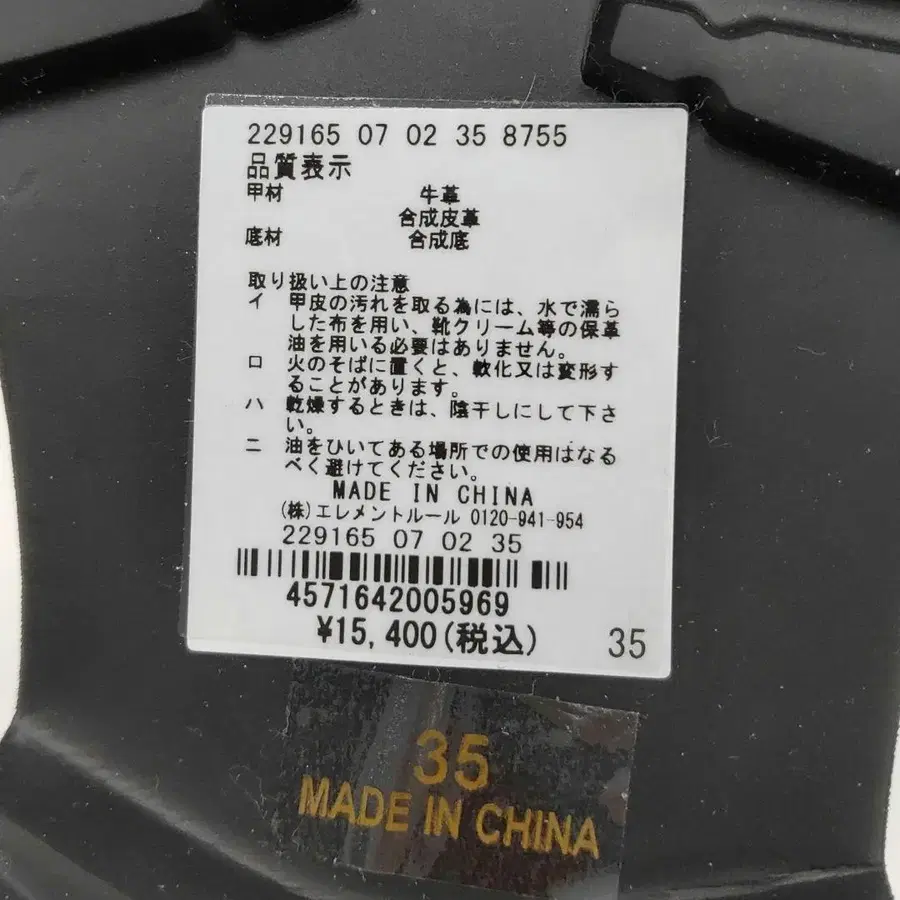 229165 07 02 35 8755
品質表示
甲材 牛革
合成皮革
底材 合成底
取り扱い上の注意
イ 甲皮の汚れを取る為には、水で濡ら
した布を用い、靴クリーム等の保革
油を用いる必要はありません。
ロ 火のそばに置くと、軟化又は変形す
ることがあります。
ハ 乾燥するときは、陰干しにして下さ
い。
ニ 油をひいてある場所での使用はなる
べく避けてください。
MADE IN CHINA
(株)エレメントルール 0120-941-954
229165 07 02 35
4571642005969
¥15,400(税込) 35
35
MADE IN CHINA